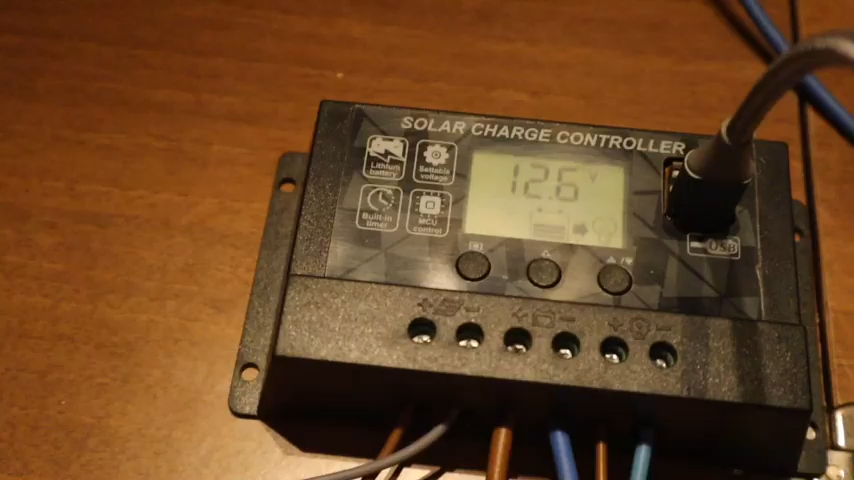 SOLAR CHARGE CONTROLLER
Lithium
battery
Settable
voltage
Built-in
timer
MCU
control
12.6 V
USB